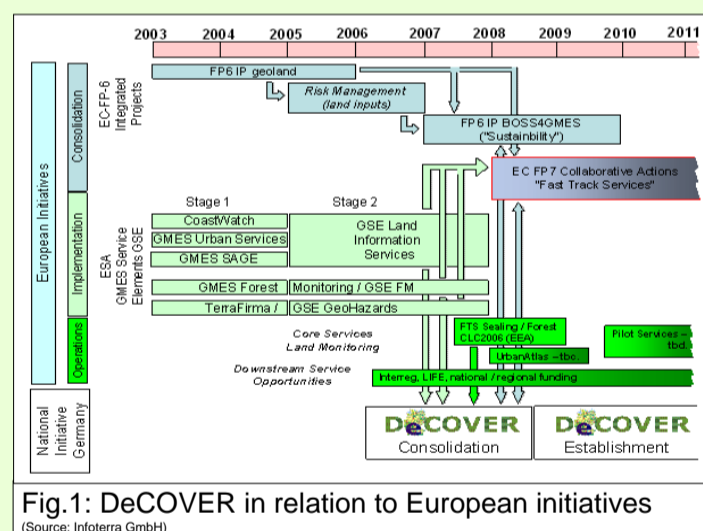 2003 2004 2005 2006 2007 2008 2009 2010 2011
European Initiatives
Consolidation
EC-FP-6
Integrated
Projects
FP6 IP geoland
Risk Management
(land inputs)
FP6 IP BOSS4GMES
("Sustainbility")
EC FP7 Collaborative Actions
"Fast Track Services"
Implementation
ESA
GMES Service
Elements GSE
Stage 1
Stage 2
CoastWatch
GMES Urban Services
GMES SAGE
GSE Land
Information
Services
GMES Forest
Monitoring / GSE FM
TerraFirma /
GSE GeoHazards
Operations
Core Services
Land Monitoring
FTS Sealing / Forest
CLC2006 (EEA)
UrbanAtlas –tbc.
Pilot Services –
tbd.
Downstream Service
Opportunities
Interreg, LIFE, national / regional funding
National
Initiative
Germany
DeCOVER
Consolidation
DeCOVER
Establishment
Fig.1: DeCOVER in relation to European initiatives
(Source: Infoterra GmbH)